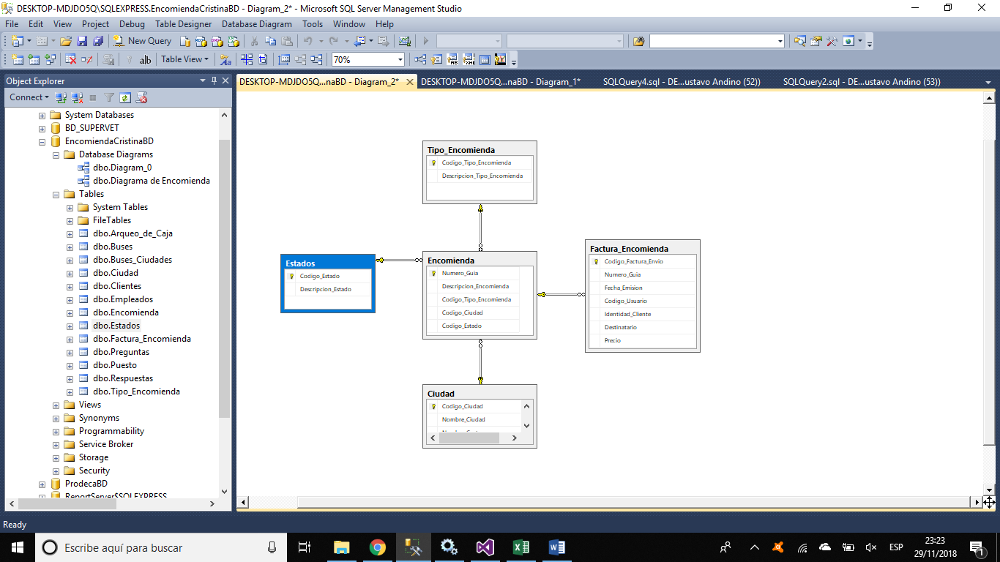 DESKTOP-MDJDO5Q\SQLEXPRESS.EncomiendaCristinaBD - Diagram_2* - Microsoft SQL Server Management Studio
File Edit View Project Debug Table Designer Database Diagram Tools Window Help
New Query
Table View 70%
Object Explorer
Connect
System Databases
BD_SUPERVET
EncomiendaCristinaBD
Database Diagrams
dbo.Diagram_0
dbo.Diagrama de Encomienda
Tables
System Tables
FileTables
dbo.Arqueo_de_Caja
dbo.Buses
dbo.Buses_Ciudades
dbo.Ciudad
dbo.Clientes
dbo.Empleados
dbo.Encomienda
dbo.Estados
dbo.Factura_Encomienda
dbo.Preguntas
dbo.Puesto
dbo.Respuestas
dbo.Tipo_Encomienda
Views
Synonyms
Programmability
Service Broker
Storage
Security
ProdecaBD
ReportServer$SQLEXPRESS
DESKTOP-MDJDO5Q...naBD - Diagram_2* DESKTOP-MDJDO5Q...naBD - Diagram_1* SQLQuery4.sql - DE...ustavo Andino (52)) SQLQuery2.sql - DE...ustavo Andino (53))
Tipo_Encomienda
Codigo_Tipo_Encomienda
Descripcion_Tipo_Encomienda
Estados
Codigo_Estado
Descripcion_Estado
Encomienda
Numero_Guia
Descripcion_Encomienda
Codigo_Tipo_Encomienda
Codigo_Ciudad
Codigo_Estado
Factura_Encomienda
Codigo_Factura_Envio
Numero_Guia
Fecha_Emision
Codigo_Usuario
Identidad_Cliente
Destinatario
Precio
Ciudad
Codigo_Ciudad
Nombre_Ciudad
Ready
Escribe aquí para buscar
ESP
23:23
29/11/2018
1